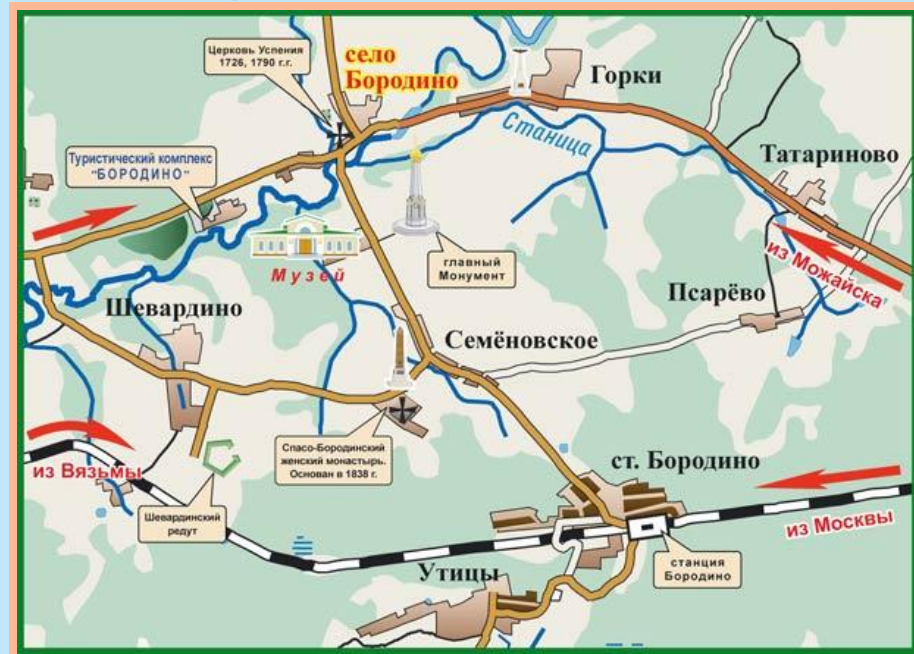 Церковь Успения
1726, 1790 г.г.
село
Бородино
Горки
Станица
Татариново
Туристический комплекс
"БОРОДИНО"
главный
Монумент
Музей
из Можайска
Псарёво
Шевардино
Семёновское
Спасо-Бородинский
женский монастырь.
Основан в 1838 г.
из Вязьмы
ст. Бородино
Шевардинский
редут
из Москвы
станция
Бородино
Утицы